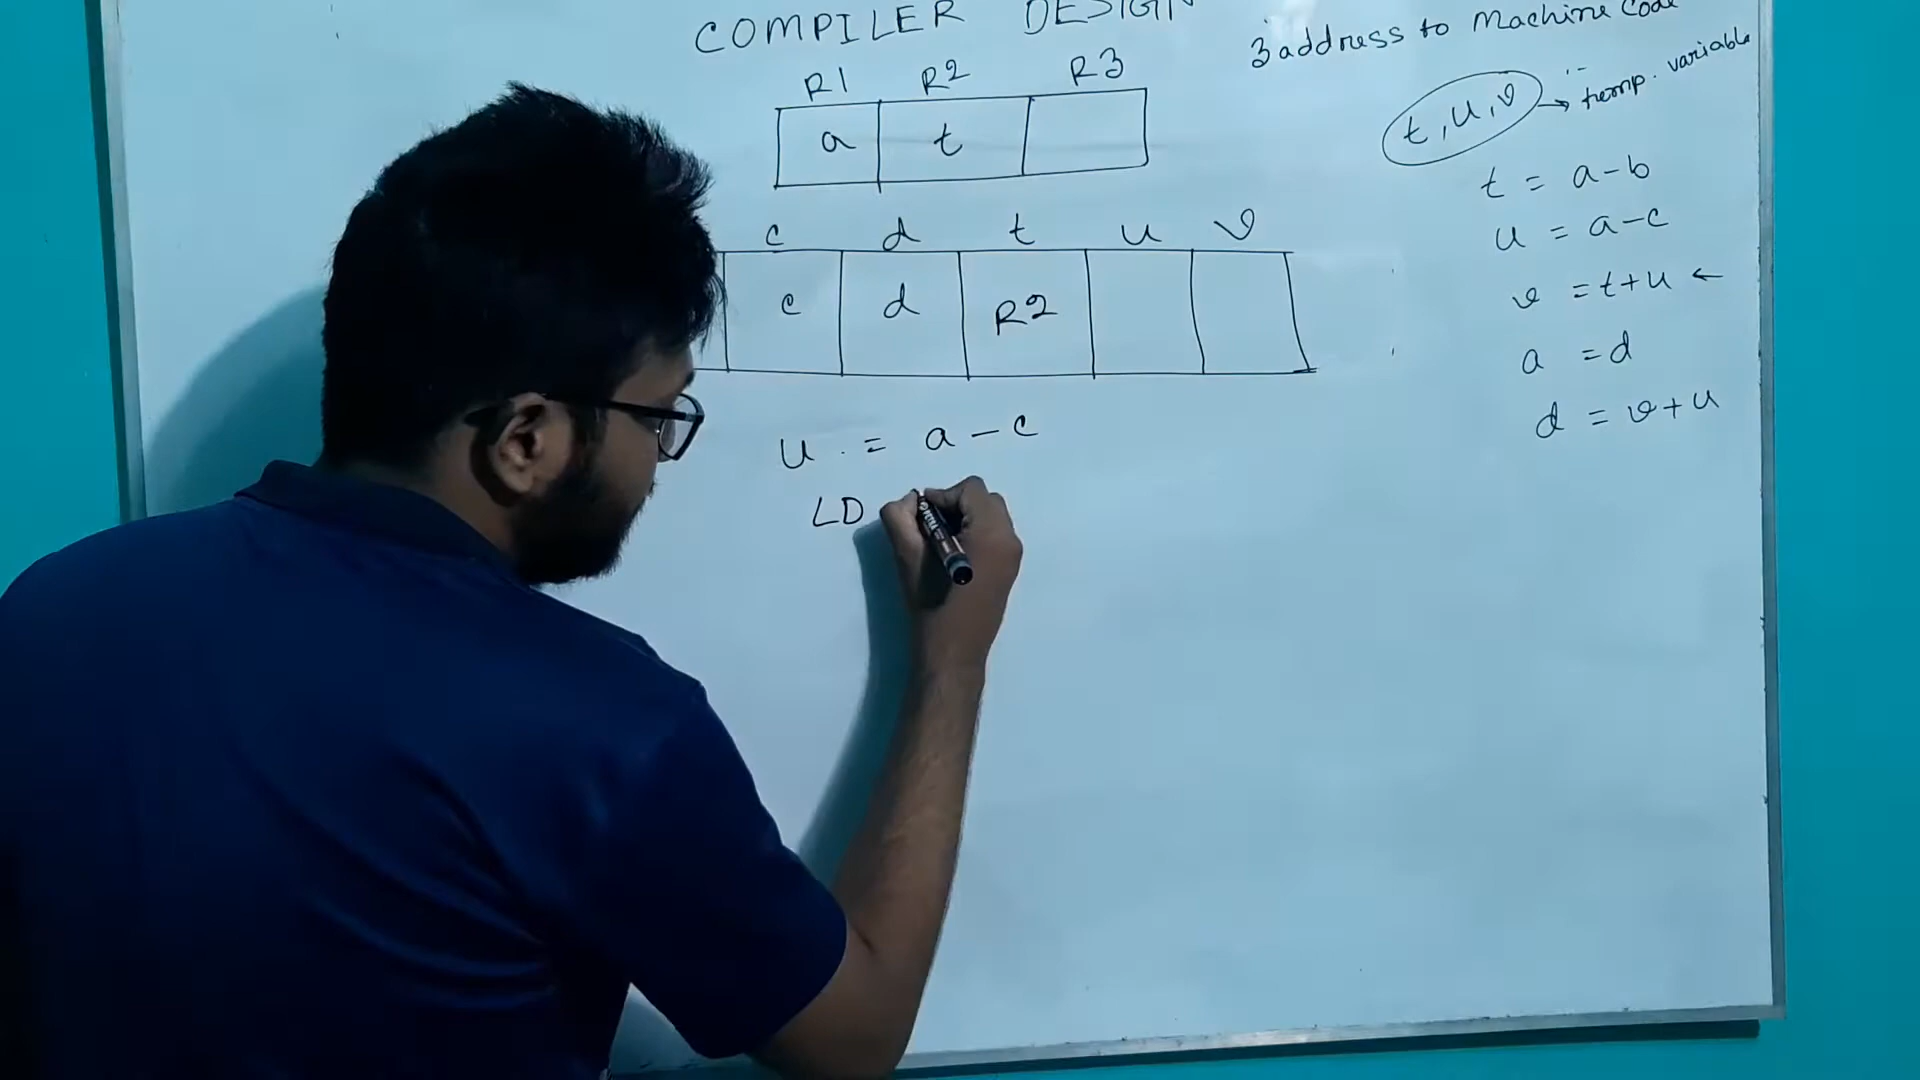 COMPILER DESIGN
3 address to Machine Code
R1 R2 R3
a t
t, u, v → temp. variable
c d t u v
c d R2
t = a-b
u = a-c
v = t+u ←
a = d
d = v+u
u = a-c
LD